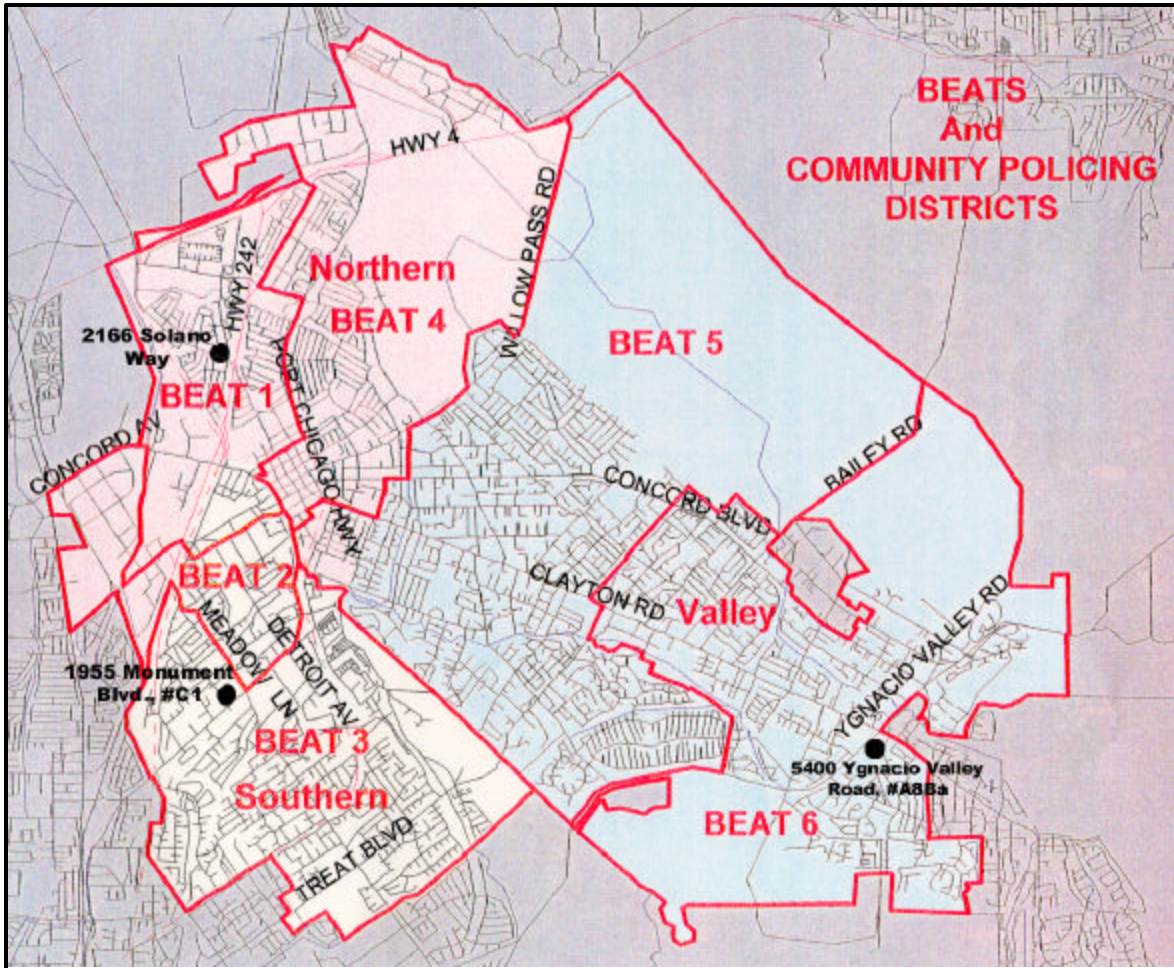 BEATS
And
COMMUNITY POLICING
DISTRICTS
HWY 4
WILLOW PASS RD
HWY 242
Northern
BEAT 4
2166 Solano
Way
BEAT 5
BEAT 1
PORT CHICAGO HWY
CONCORD AV
BAILEY RD
CONCORD BLVD
BEAT 2
CLAYTON RD
Valley
MEADOW LN
DETROIT AV
YGNACIO VALLEY RD
1955 Monument
Blvd., #C1
BEAT 3
Southern
5400 Ygnacio Valley
Road, #A8Ba
BEAT 6
TREAT BLVD